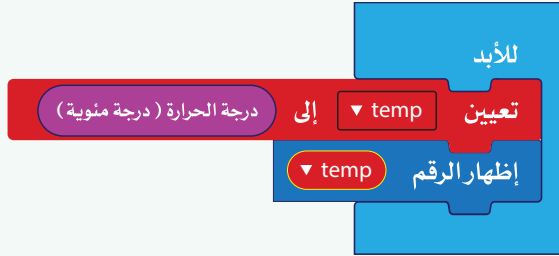 للأبد
تعيين temp ▼ إلى درجة الحرارة (درجة مئوية)
إظهار الرقم temp ▼